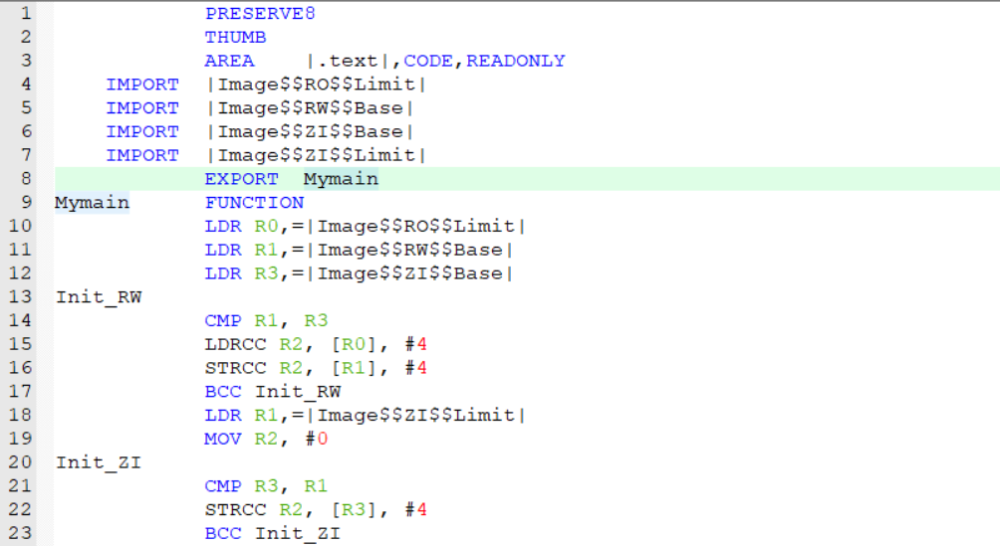 1 PRESERVE8
2 THUMB
3 AREA |.text|,CODE,READONLY
4 IMPORT |Image$$RO$$Limit|
5 IMPORT |Image$$RW$$Base|
6 IMPORT |Image$$ZI$$Base|
7 IMPORT |Image$$ZI$$Limit|
8 EXPORT Mymain
9 Mymain FUNCTION
10 LDR R0,=|Image$$RO$$Limit|
11 LDR R1,=|Image$$RW$$Base|
12 LDR R3,=|Image$$ZI$$Base|
13 Init_RW
14 CMP R1, R3
15 LDRCC R2, [R0], #4
16 STRCC R2, [R1], #4
17 BCC Init_RW
18 LDR R1,=|Image$$ZI$$Limit|
19 MOV R2, #0
20 Init_ZI
21 CMP R3, R1
22 STRCC R2, [R3], #4
23 BCC Init_ZI